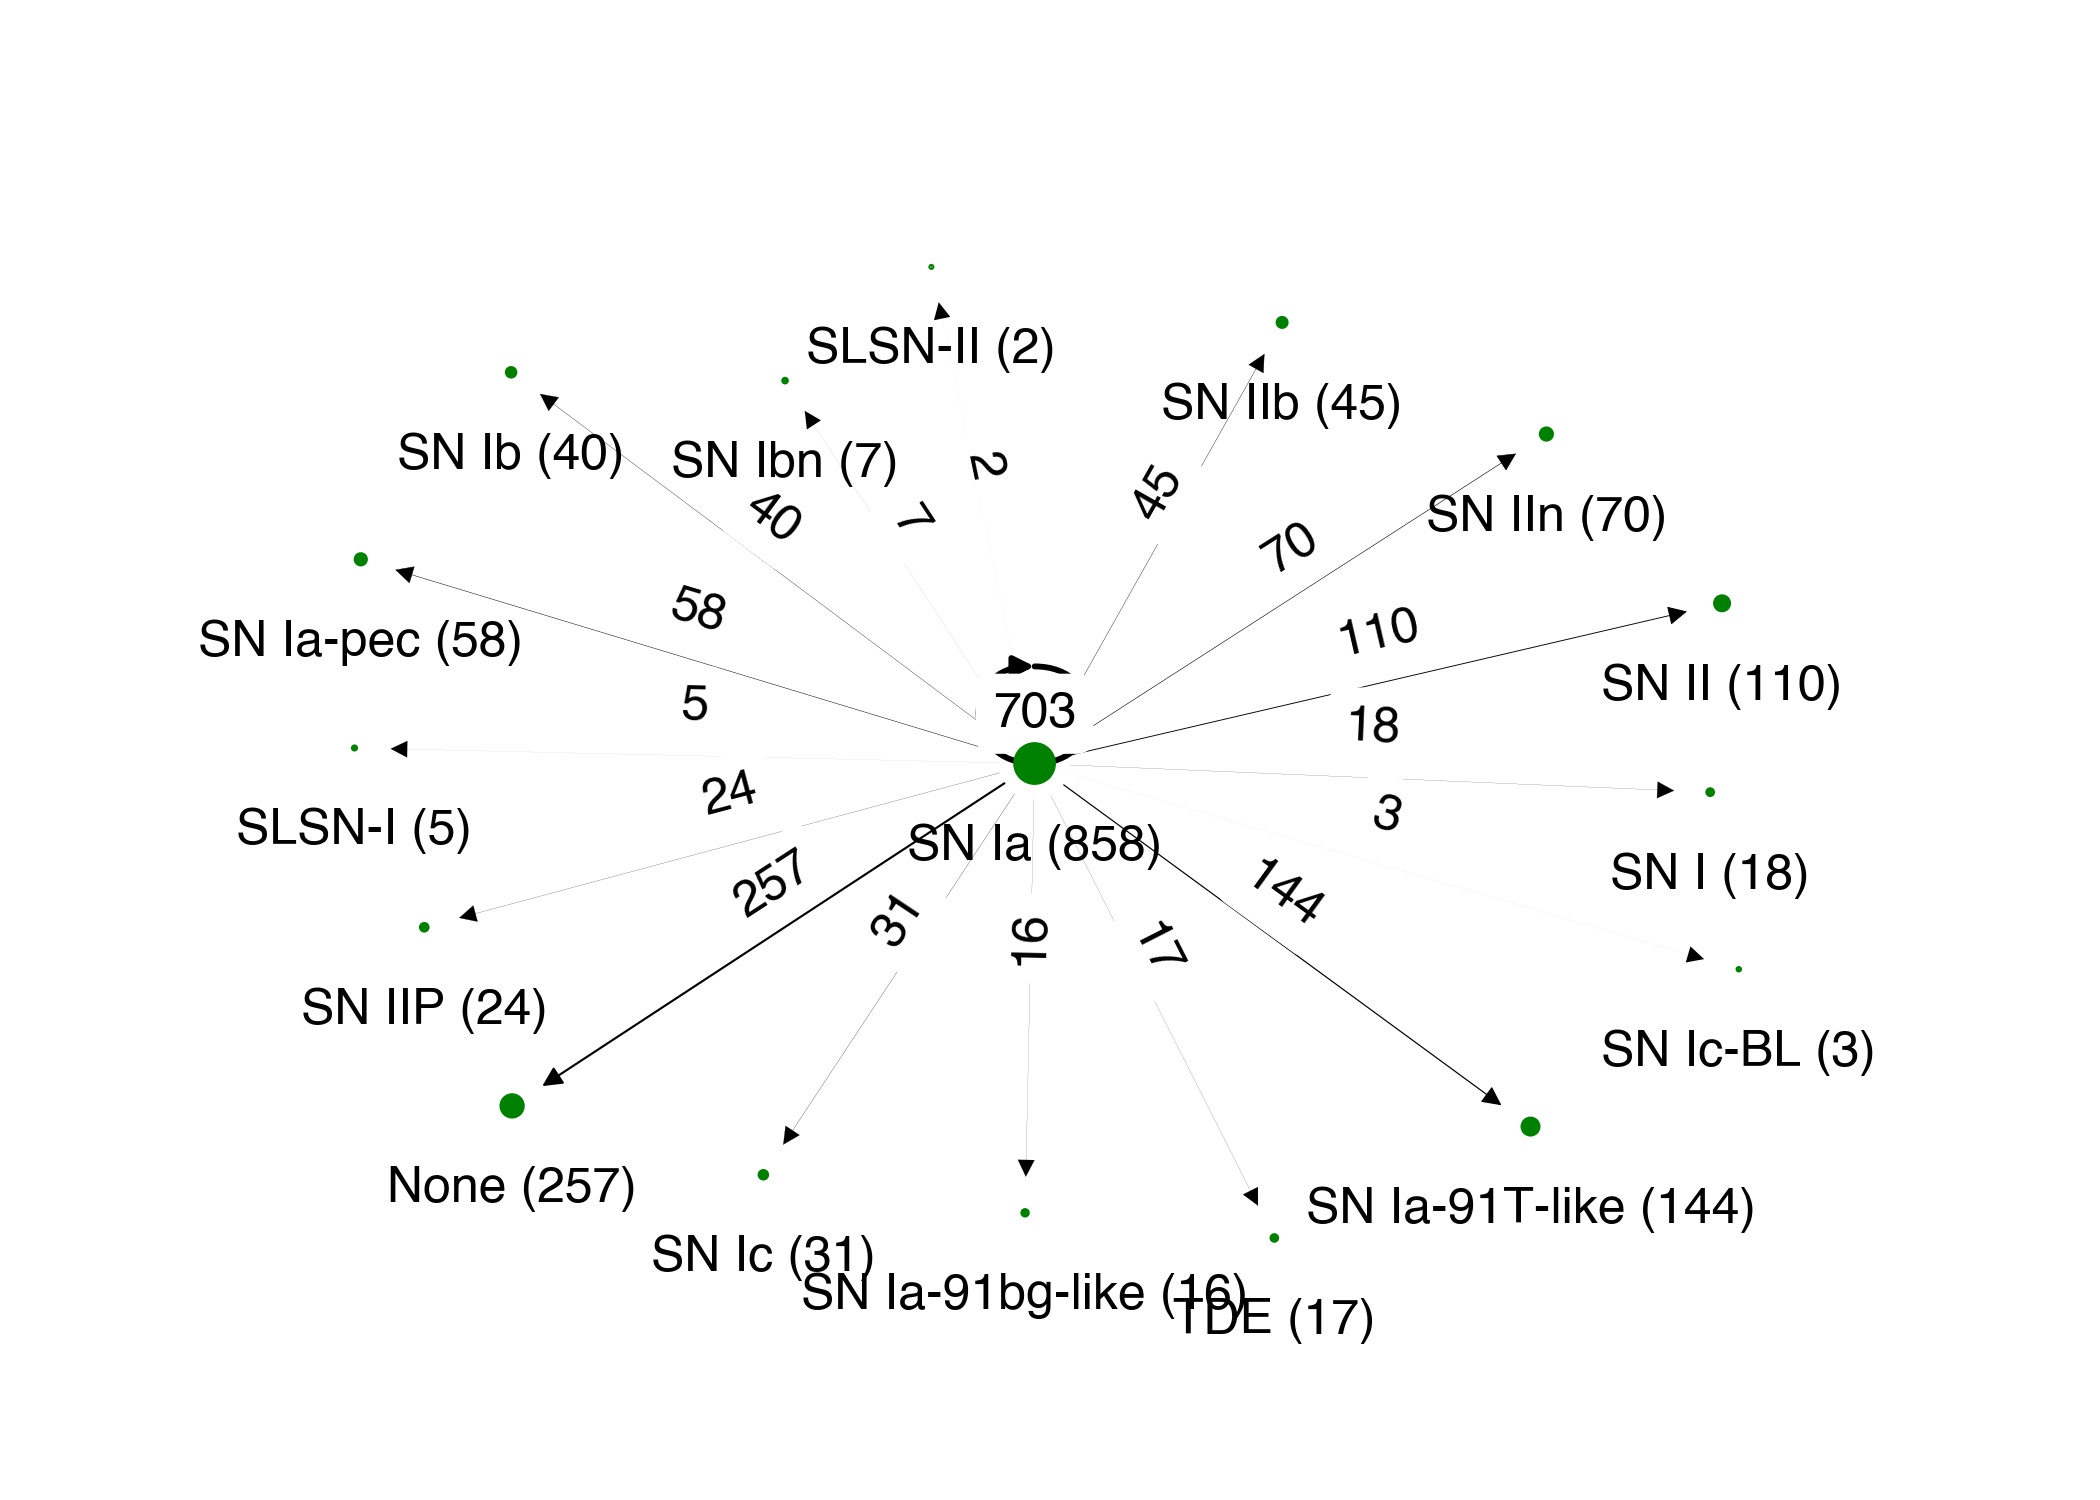 SLSN-II (2)
SN IIb (45)
SN Ib (40)
SN Ibn (7)
2
45
SN IIn (70)
40
7
70
58
110
SN Ia-pec (58)
SN II (110)
5
703
18
24
3
SLSN-I (5)
SN Ia (858)
SN I (18)
257
144
31
16
17
SN IIP (24)
SN Ic-BL (3)
None (257)
SN Ia-91T-like (144)
SN Ic (31)
SN Ia-91bg-like (16)
TDE (17)